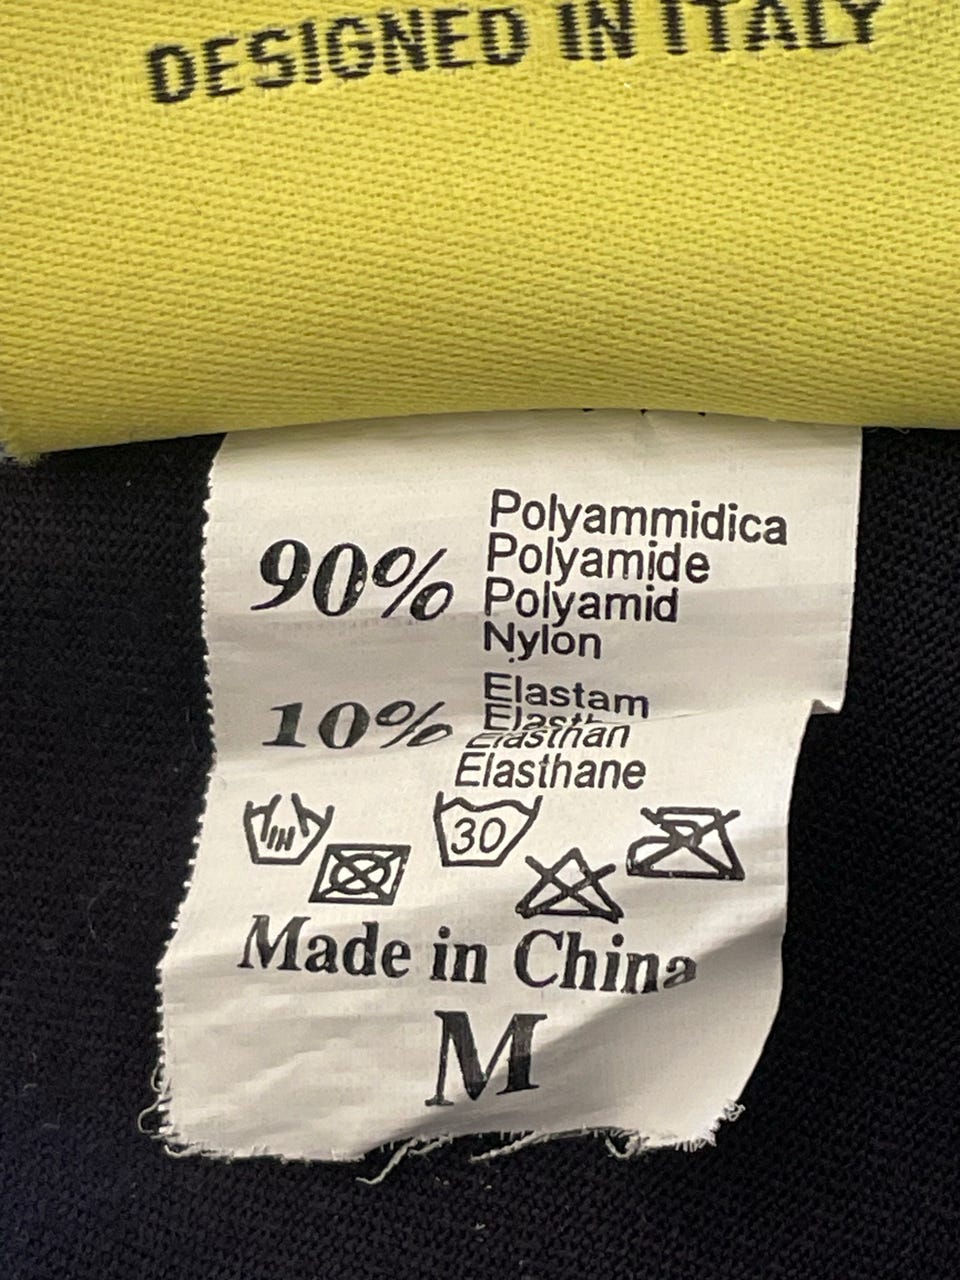 DESIGNED IN ITALY
90%
Polyammidica
Polyamide
Polyamid
Nylon
10%
Elastam
Elasthan
Elasthane
30
Made in China
M